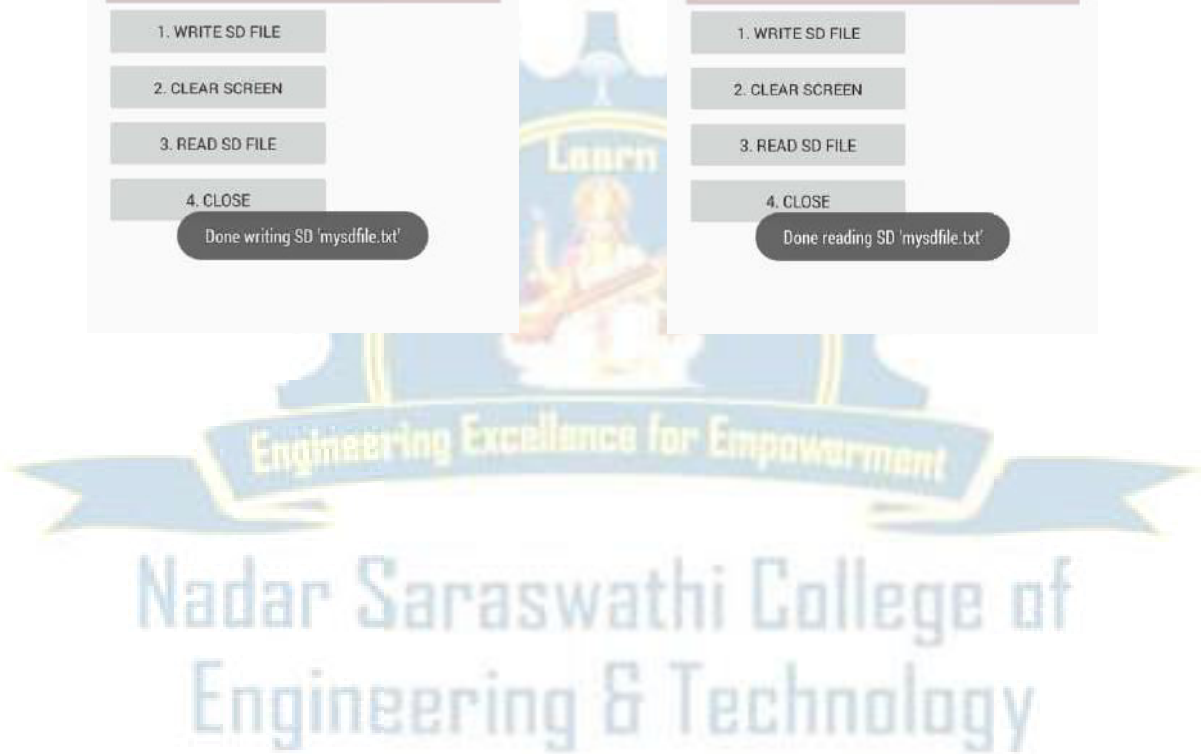 1. WRITE SD FILE
2. CLEAR SCREEN
3. READ SD FILE
4. CLOSE
Done writing SD 'mysdfile.txt'
1. WRITE SD FILE
2. CLEAR SCREEN
3. READ SD FILE
4. CLOSE
Done reading SD 'mysdfile.txt'
Learn
Engineering Excellence for Empowerment
Nadar Saraswathi College of
Engineering & Technology